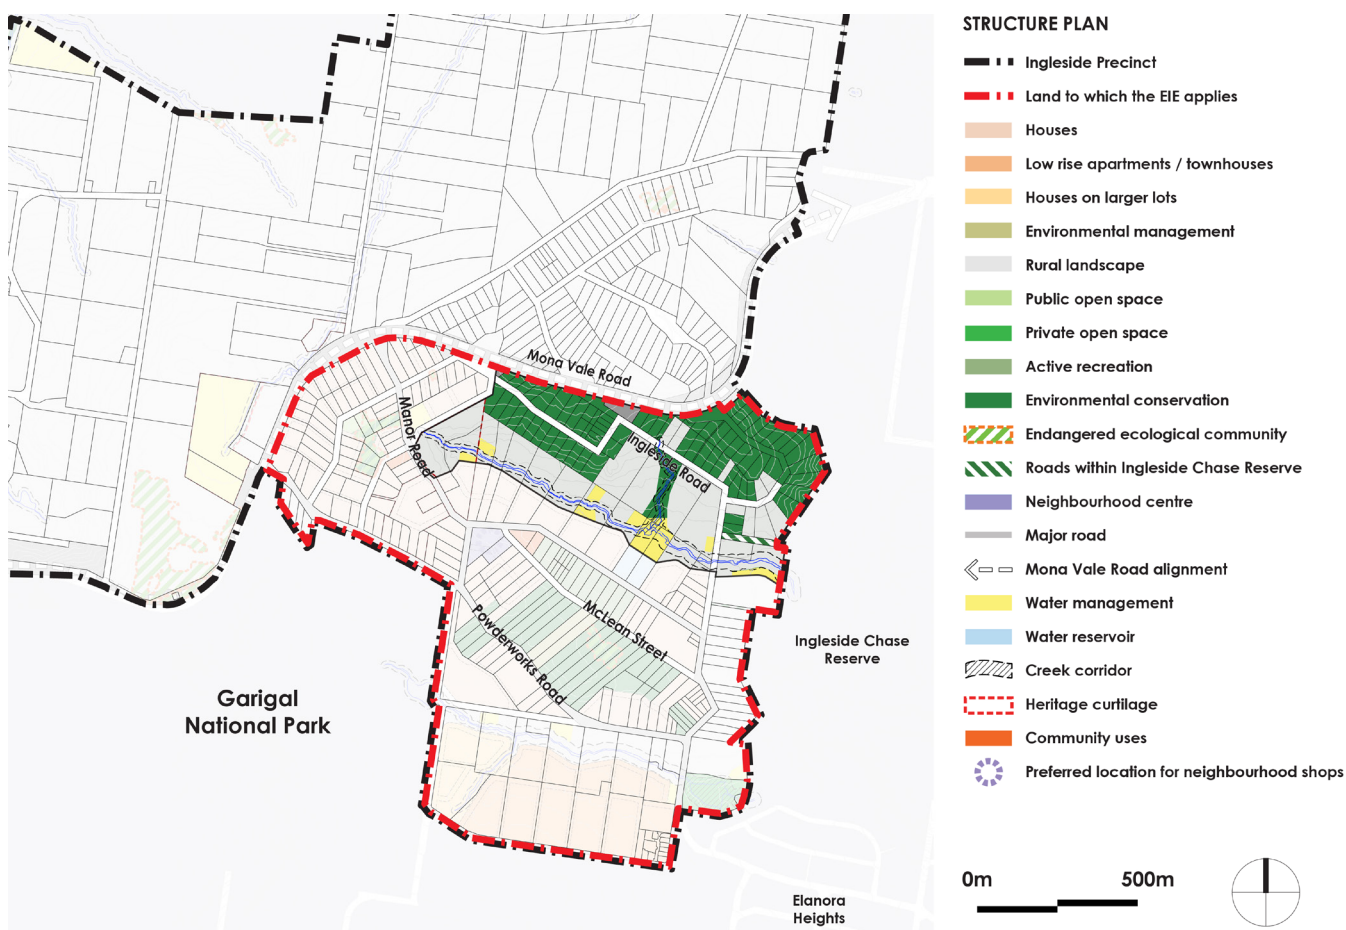 STRUCTURE PLAN
Ingleside Precinct
Land to which the EIE applies
Houses
Low rise apartments / townhouses
Houses on larger lots
Environmental management
Rural landscape
Public open space
Private open space
Active recreation
Environmental conservation
Endangered ecological community
Roads within Ingleside Chase Reserve
Neighbourhood centre
Major road
Mona Vale Road alignment
Water management
Water reservoir
Creek corridor
Heritage curtilage
Community uses
Preferred location for neighbourhood shops
0m 500m
Mona Vale Road
Manor Road
Ingleside Road
McLean Street
Powderworks Road
Ingleside Chase
Reserve
Garigal
National Park
Elanora
Heights